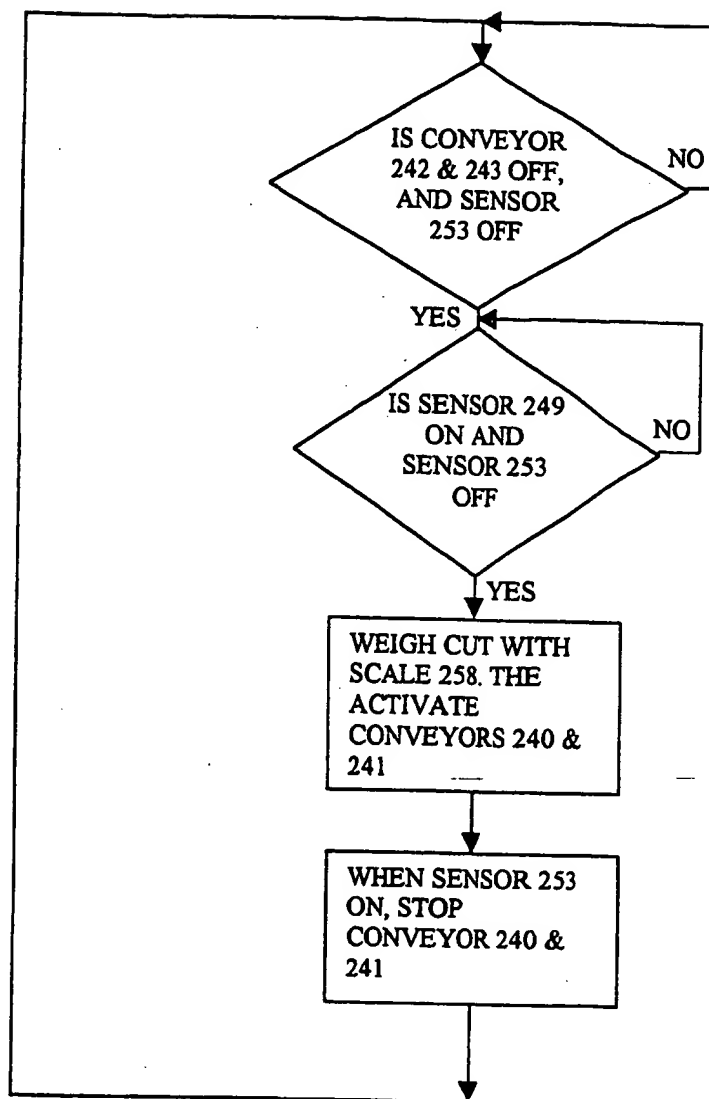 IS CONVEYOR
242 & 243 OFF,
AND SENSOR
253 OFF
NO
YES
IS SENSOR 249
ON AND
SENSOR 253
OFF
NO
YES
WEIGH CUT WITH
SCALE 258. THE
ACTIVATE
CONVEYORS 240 &
241
WHEN SENSOR 253
ON, STOP
CONVEYOR 240 &
241